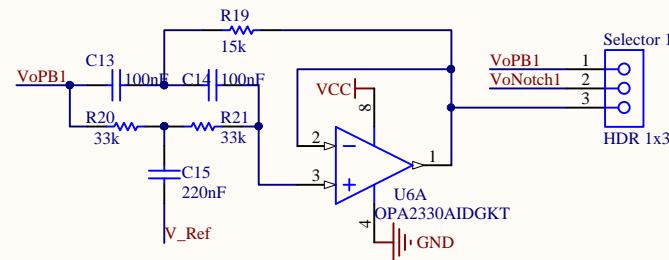 R19
15k
C13
100nF
C14
100nF
VoPB1
R20
33k
R21
33k
C15
220nF
V_Ref
VCC
8
2
3
1
4
U6A
OPA2330AIDGKT
GND
Selector 1
VoPB1
1
VoNotch1
2
3
HDR 1x3